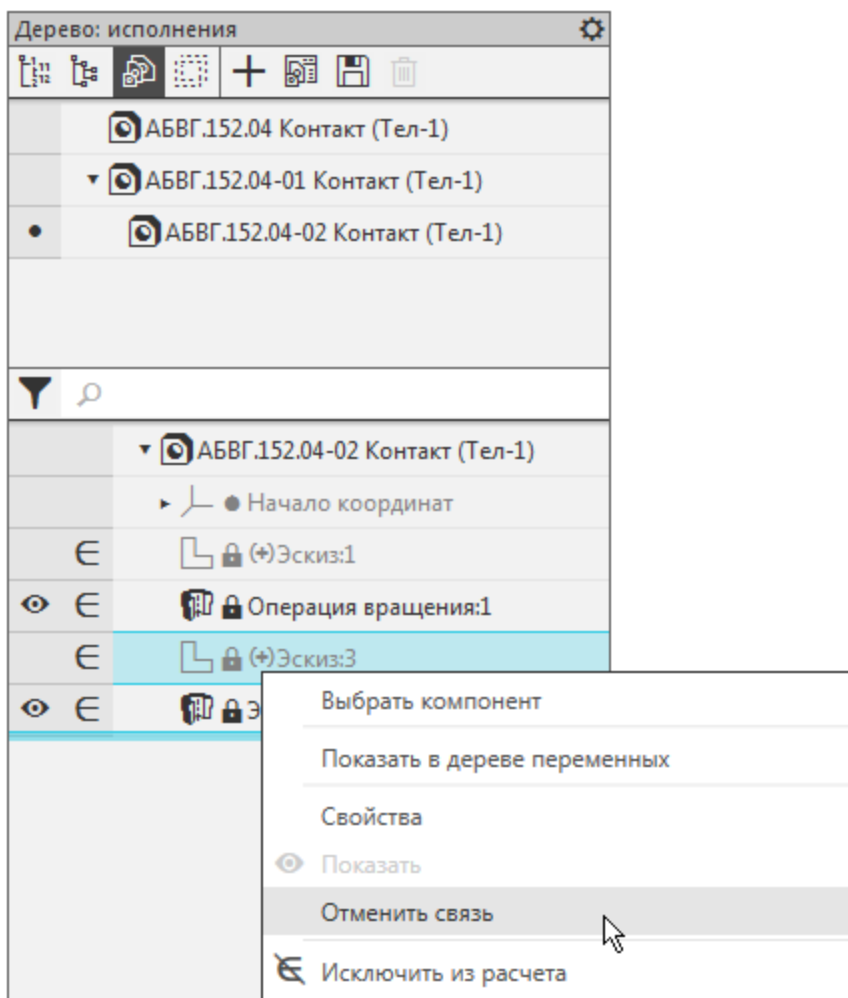 Дерево: исполнения
АБВГ.152.04 Контакт (Тел-1)
АБВГ.152.04-01 Контакт (Тел-1)
АБВГ.152.04-02 Контакт (Тел-1)
АБВГ.152.04-02 Контакт (Тел-1)
Начало координат
(+)Эскиз:1
Операция вращения:1
(+)Эскиз:3
Э
Выбрать компонент
Показать в дереве переменных
Свойства
Показать
Отменить связь
Исключить из расчета